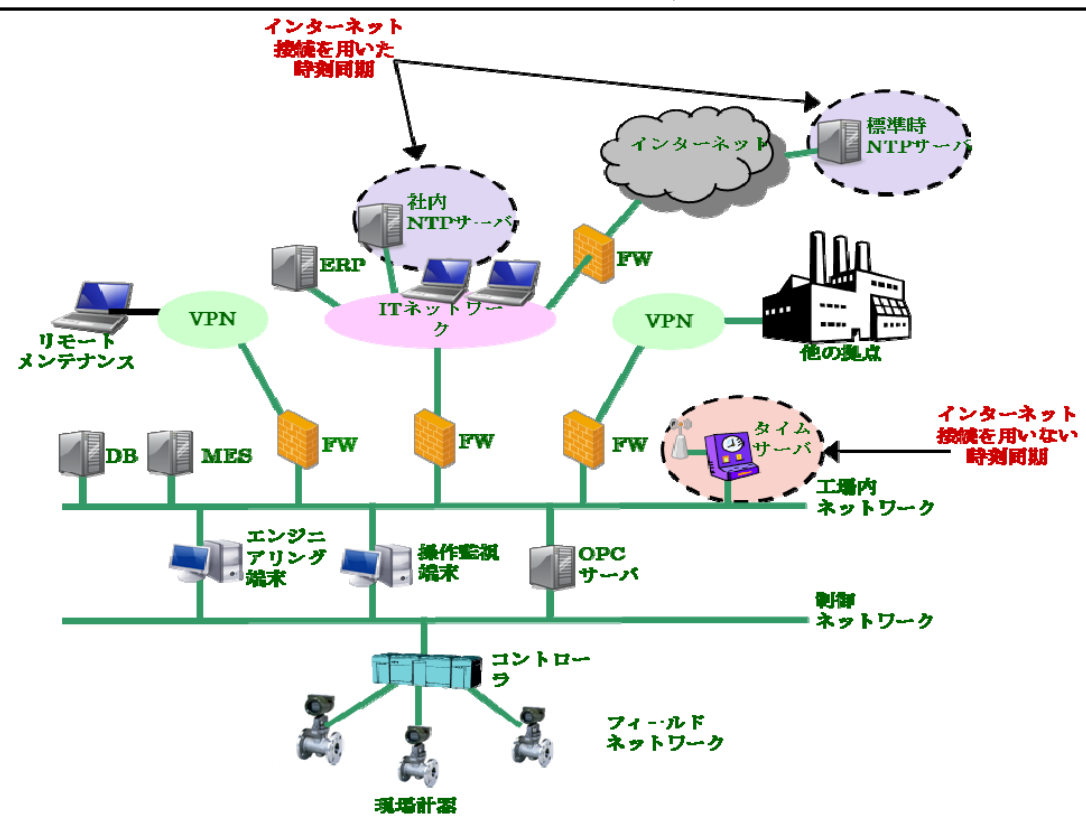 インターネット
接続を用いた
時刻同期
標準時
NTPサーバ
インターネット
社内
NTPサーバ
FW
ERP
ITネットワー
ク
VPN
VPN
リモート
メンテナンス
他の拠点
DB
MES
FW
FW
FW
タイム
サーバ
インターネット
接続を用いない
時刻同期
工場内
ネットワーク
エンジニ
アリング
端末
操作監視
端末
OPC
サーバ
制御
ネットワーク
コントロー
ラ
フィールド
ネットワーク
現場計器